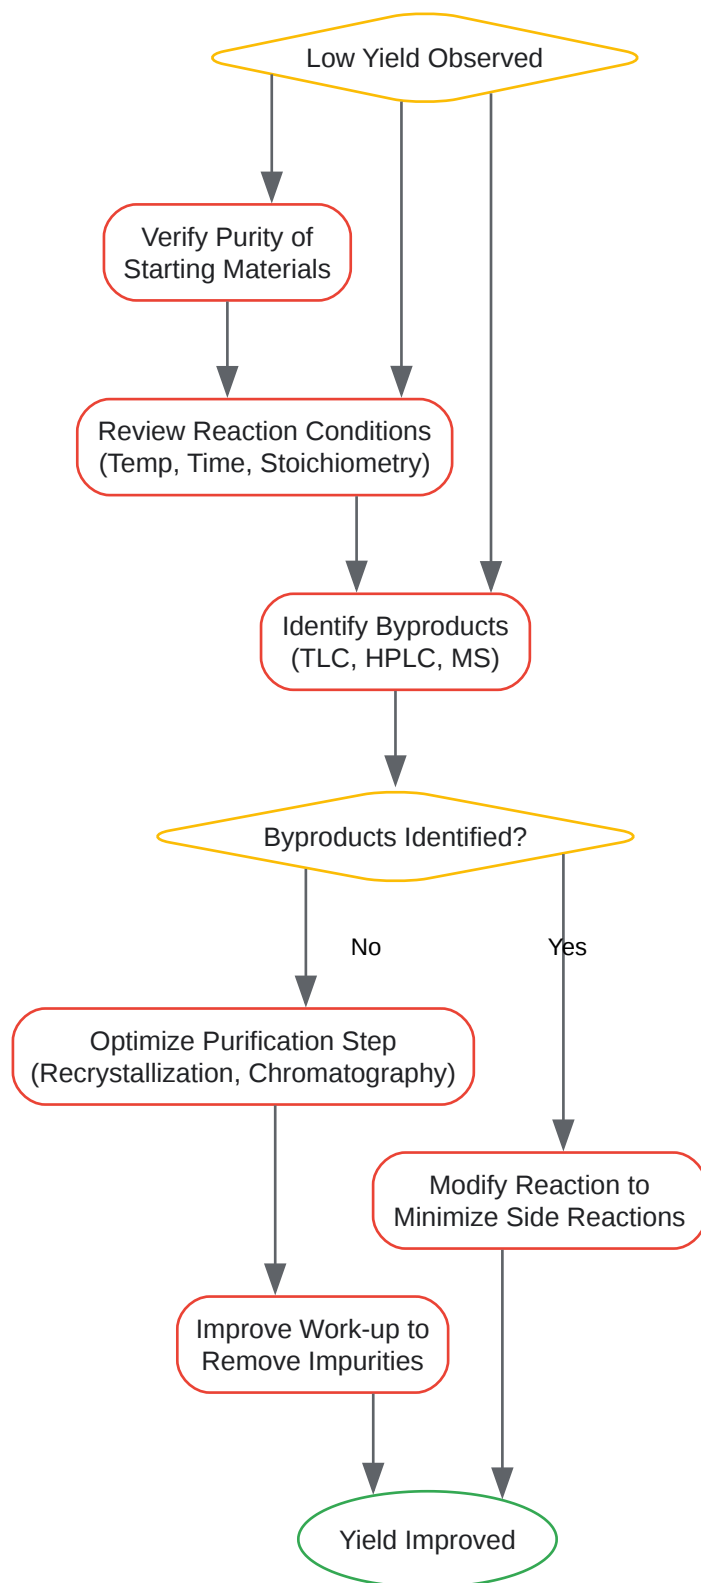 Low Yield Observed
Verify Purity of
Starting Materials
Review Reaction Conditions
(Temp, Time, Stoichiometry)
Identify Byproducts
(TLC, HPLC, MS)
Byproducts Identified?
No
Yes
Optimize Purification Step
(Recrystallization, Chromatography)
Modify Reaction to
Minimize Side Reactions
Improve Work-up to
Remove Impurities
Yield Improved